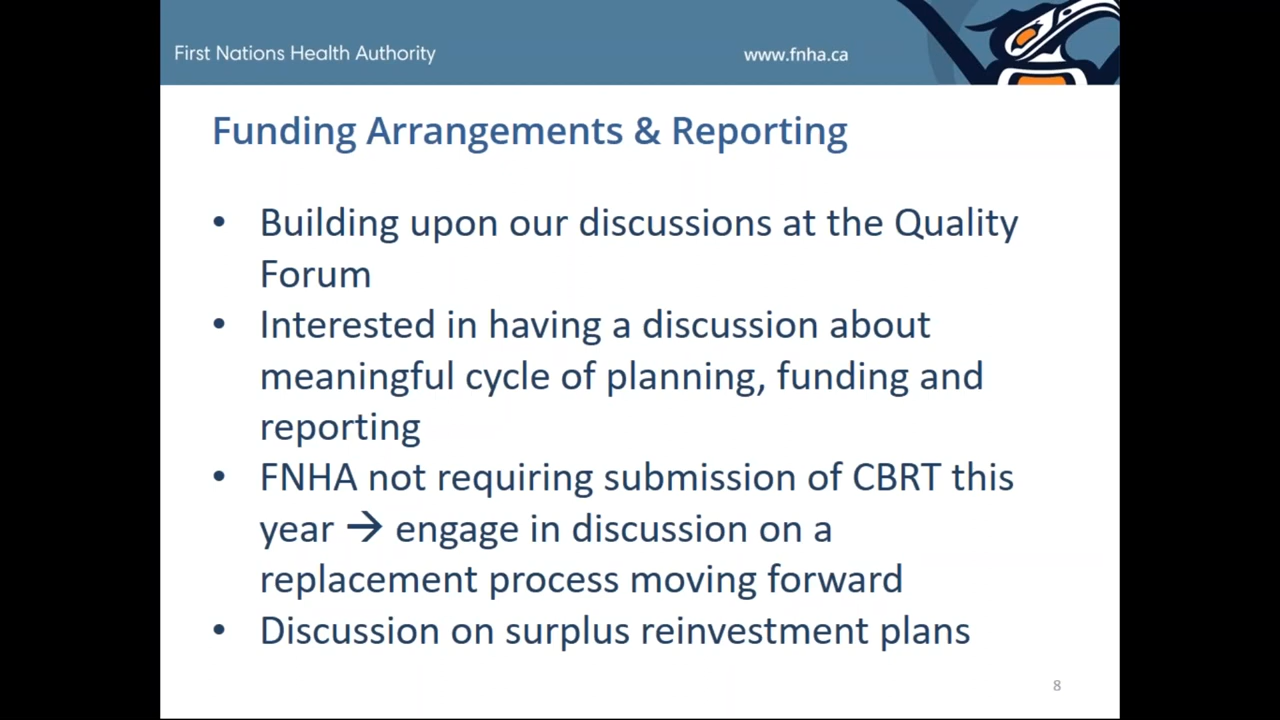 First Nations Health Authority
www.fnha.ca
Funding Arrangements & Reporting
• Building upon our discussions at the Quality
Forum
• Interested in having a discussion about
meaningful cycle of planning, funding and
reporting
• FNHA not requiring submission of CBRT this
year → engage in discussion on a
replacement process moving forward
• Discussion on surplus reinvestment plans
8